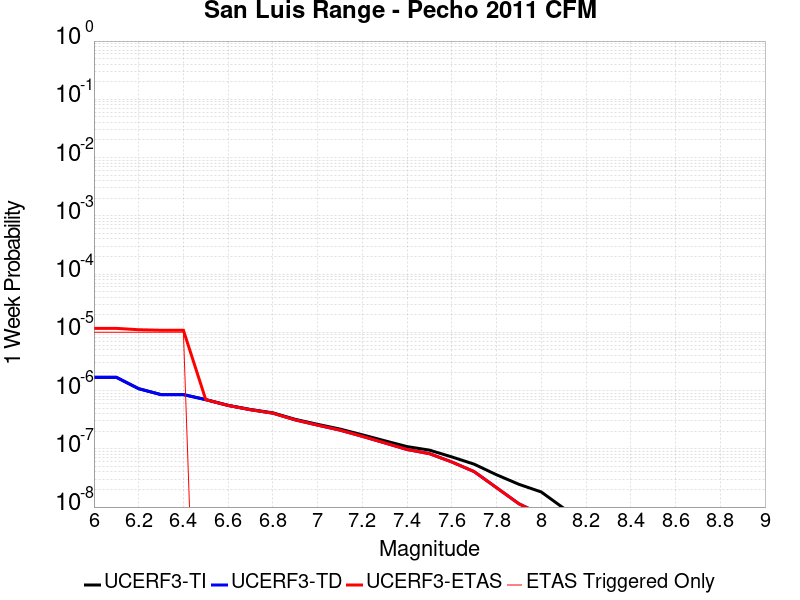 San Luis Range - Pecho 2011 CFM
10^0
10^-1
10^-2
10^-3
10^-4
10^-5
10^-6
10^-7
10^-8
1 Week Probability
6 6.2 6.4 6.6 6.8 7 7.2 7.4 7.6 7.8 8 8.2 8.4 8.6 8.8 9
Magnitude
UCERF3-TI UCERF3-TD UCERF3-ETAS ETAS Triggered Only